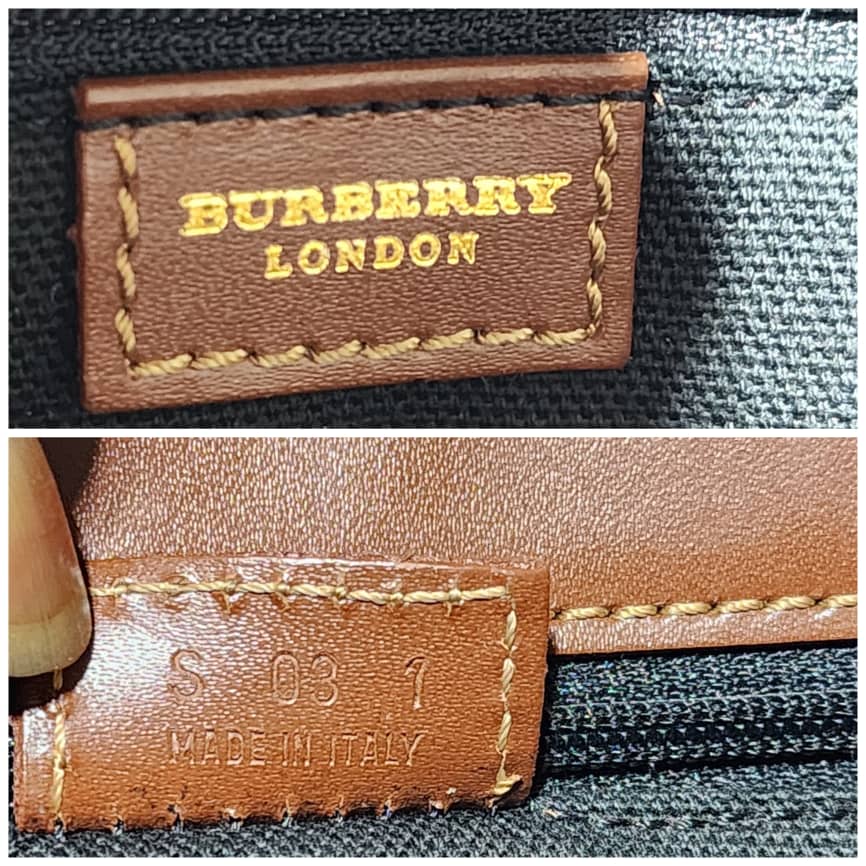 BURBERRY
LONDON
S 03 1
MADE IN ITALY